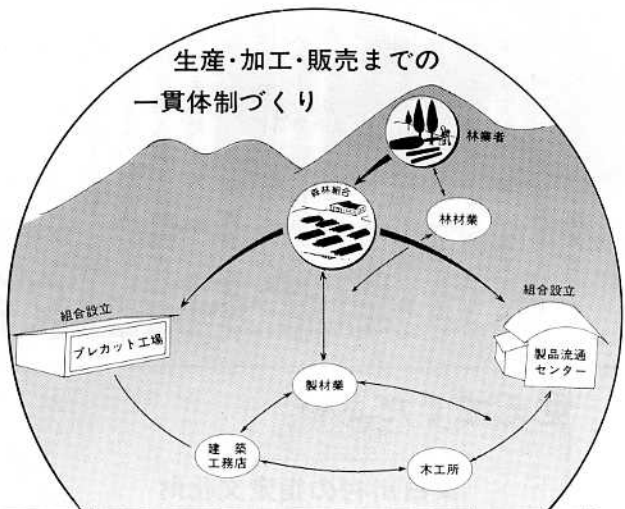 生産・加工・販売までの
一貫体制づくり
林業者
森林組合
林材業
組合設立
プレカット工場
組合設立
製品流通
センター
製材業
建築
工務店
木工所